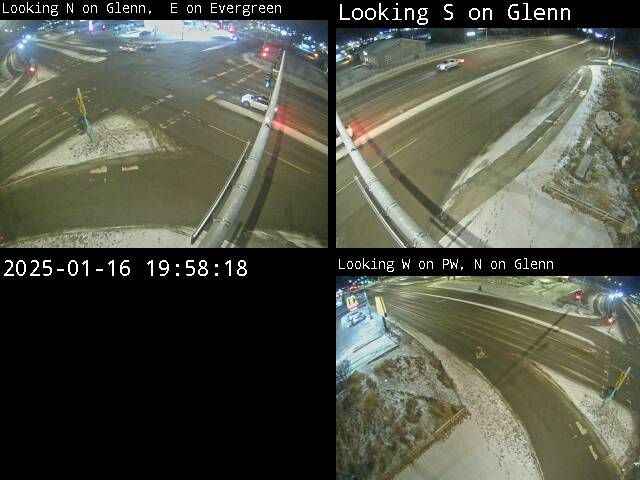 Looking N on Glenn,  E on Evergreen
Looking S on Glenn
2025-01-16 19:58:18
Looking W on PW, N on Glenn